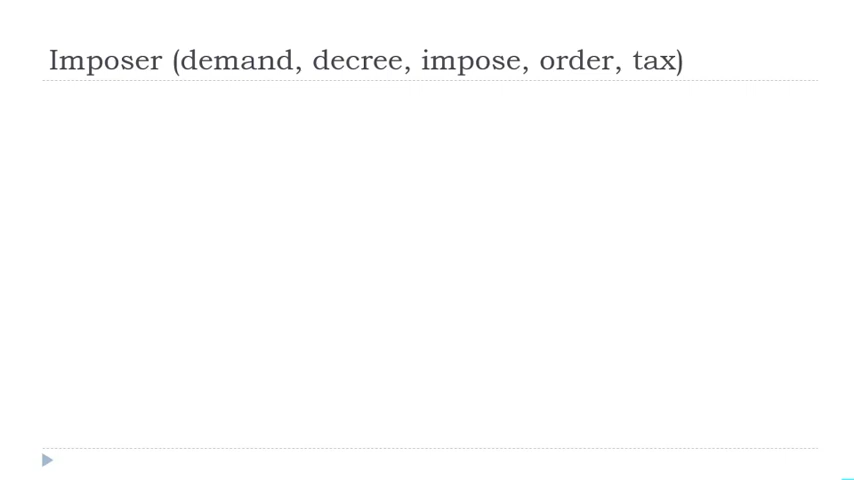 Imposer (demand, decree, impose, order, tax)